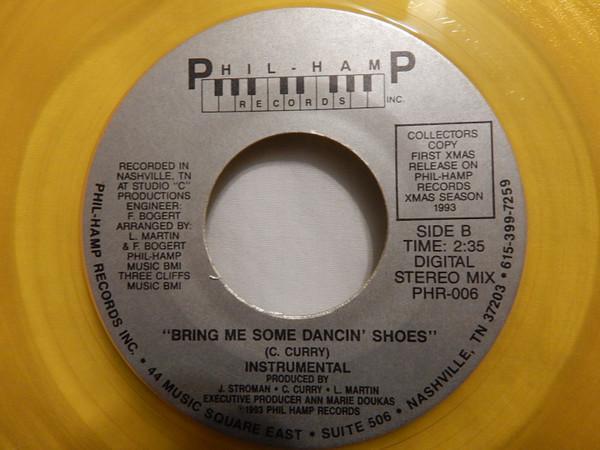 PHIL-HAMP
RECORDS INC.
RECORDED IN
NASHVILLE, TN
AT STUDIO "C"
PRODUCTIONS
ENGINEER:
F. BOGERT
ARRANGED BY:
L. MARTIN
& F. BOGERT
PHIL-HAMP
MUSIC BMI
THREE CLIFFS
MUSIC BMI
COLLECTORS
COPY
FIRST XMAS
RELEASE ON
PHIL-HAMP
RECORDS
XMAS SEASON
1993
SIDE B
TIME: 2:35
DIGITAL
STEREO MIX
PHR-006
"BRING ME SOME DANCIN' SHOES"
(C. CURRY)
INSTRUMENTAL
PRODUCED BY
J. STROMAN • C. CURRY • L. MARTIN
EXECUTIVE PRODUCER ANN MARIE DOUKAS
℗1993 PHIL HAMP RECORDS
PHIL-HAMP RECORDS INC. • 44 MUSIC SQUARE EAST • SUITE 506 • NASHVILLE, TN 37203 • 615-399-7259